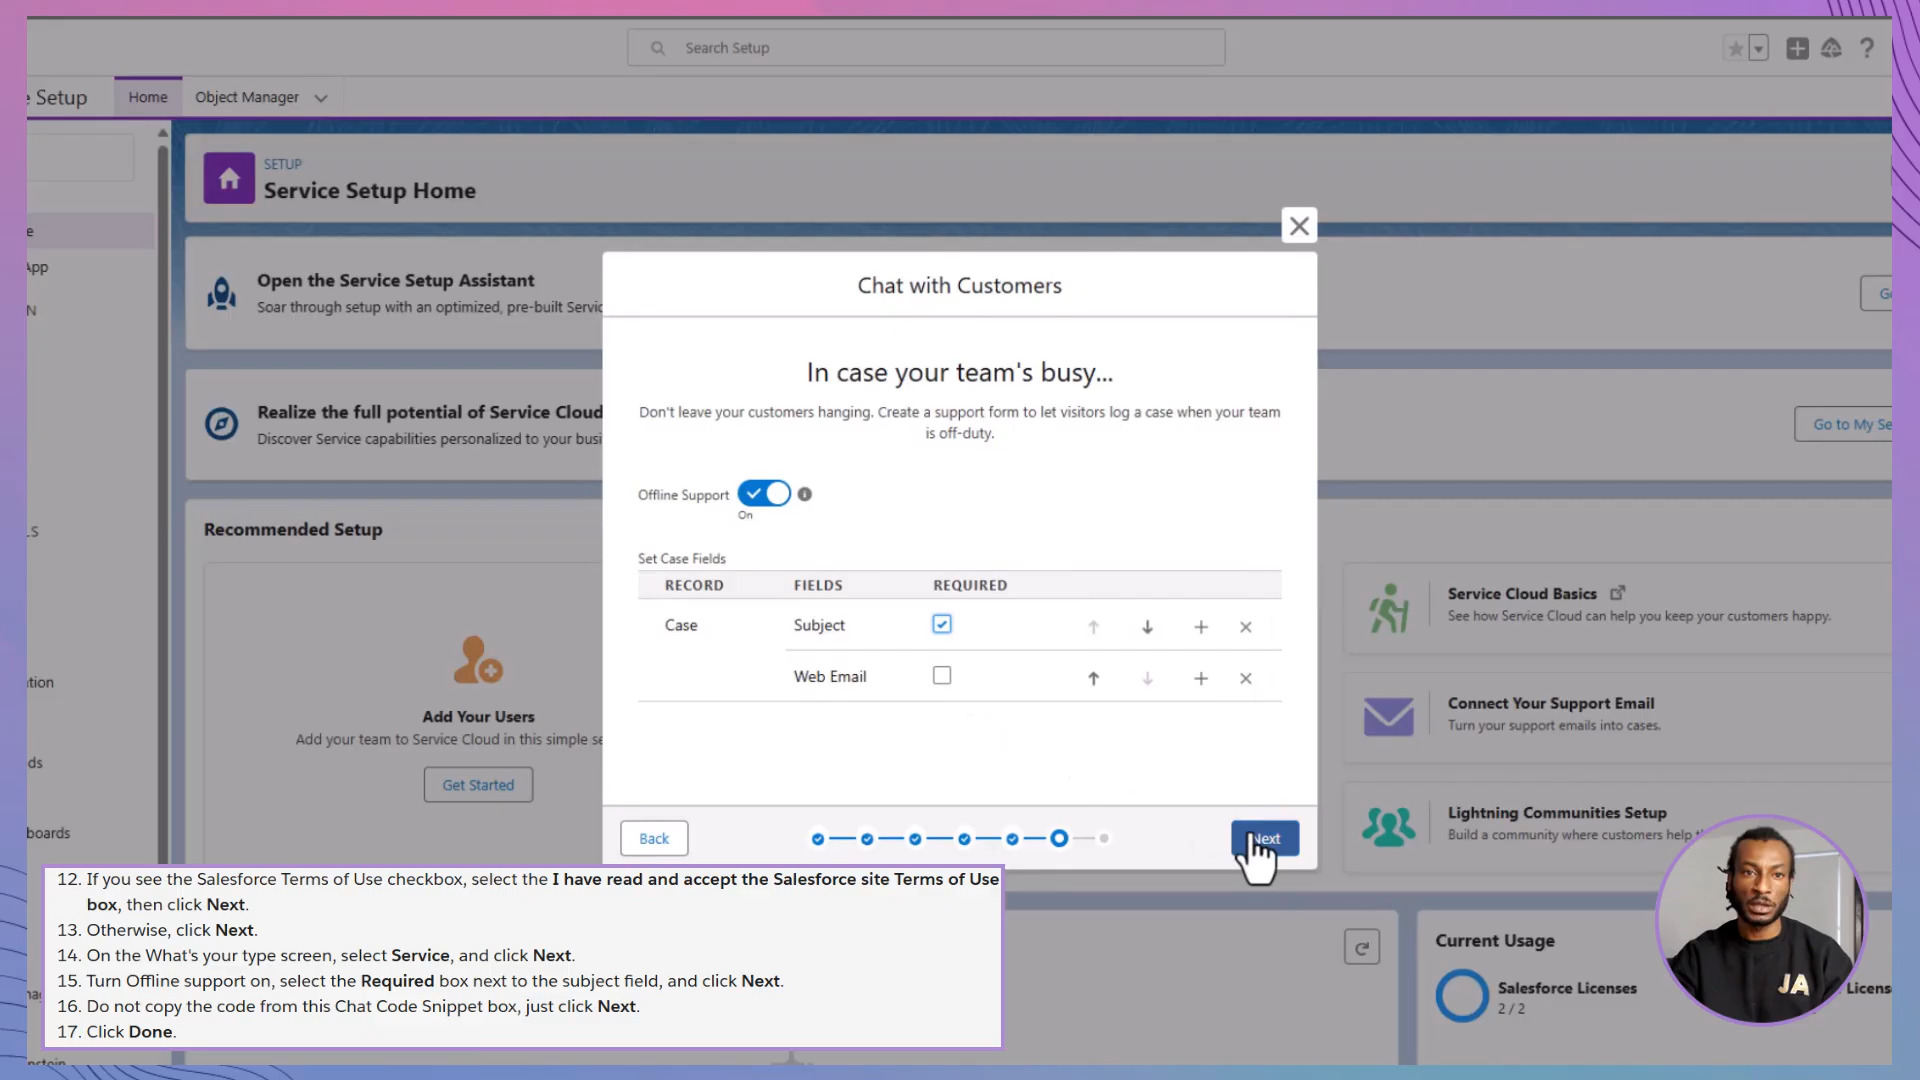 Search Setup
Setup
Home
Object Manager
SETUP
Service Setup Home
App
Open the Service Setup Assistant
Soar through setup with an optimized, pre-built
Realize the full potential of Service Cloud
Discover Service capabilities personalized to your
Go to My
Recommended Setup
Add Your Users
Add your team to Service Cloud in this simple
Get Started
Chat with Customers
In case your team's busy...
Don't leave your customers hanging. Create a support form to let visitors log a case when your team
is off-duty.
Offline Support
On
Set Case Fields
RECORD FIELDS REQUIRED
Case Subject
Web Email
Back
Next
Service Cloud Basics
See how Service Cloud can help you keep your customers happy.
Connect Your Support Email
Turn your support emails into cases.
Lightning Communities Setup
Build a community where customers help
Current Usage
Salesforce Licenses
2 / 2
12. If you see the Salesforce Terms of Use checkbox, select the I have read and accept the Salesforce site Terms of Use
box, then click Next.
13. Otherwise, click Next.
14. On the What's your type screen, select Service, and click Next.
15. Turn Offline support on, select the Required box next to the subject field, and click Next.
16. Do not copy the code from this Chat Code Snippet box, just click Next.
17. Click Done.
JA